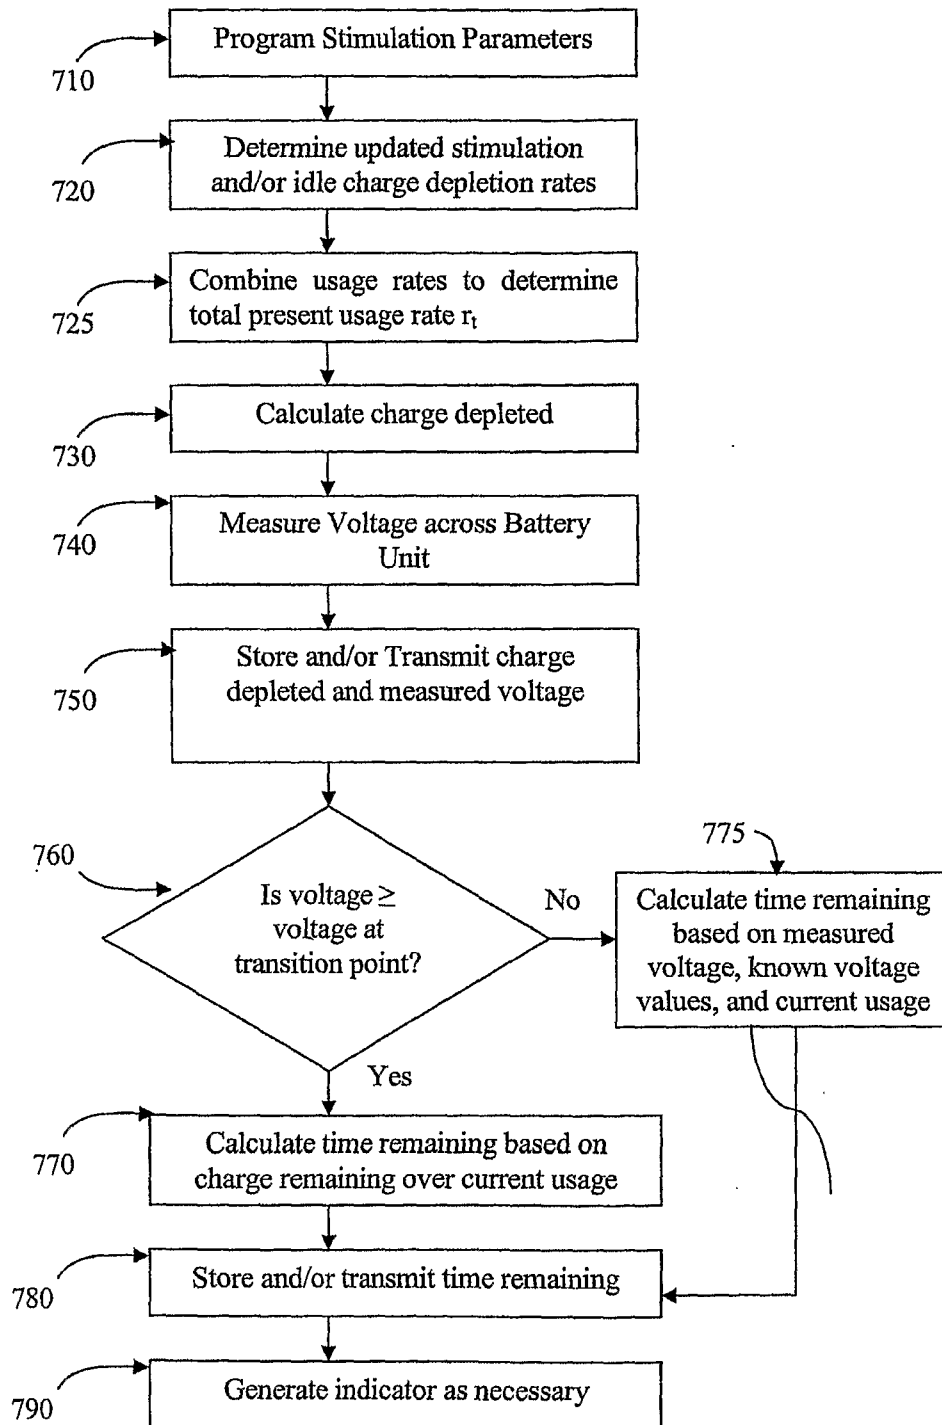 710
Program Stimulation Parameters
720
Determine updated stimulation
and/or idle charge depletion rates
725
Combine usage rates to determine
total present usage rate rₜ
730
Calculate charge depleted
740
Measure Voltage across Battery
Unit
750
Store and/or Transmit charge
depleted and measured voltage
760
Is voltage ≥
voltage at
transition point?
No
775
Calculate time remaining
based on measured
voltage, known voltage
values, and current usage
Yes
770
Calculate time remaining based on
charge remaining over current usage
780
Store and/or transmit time remaining
790
Generate indicator as necessary